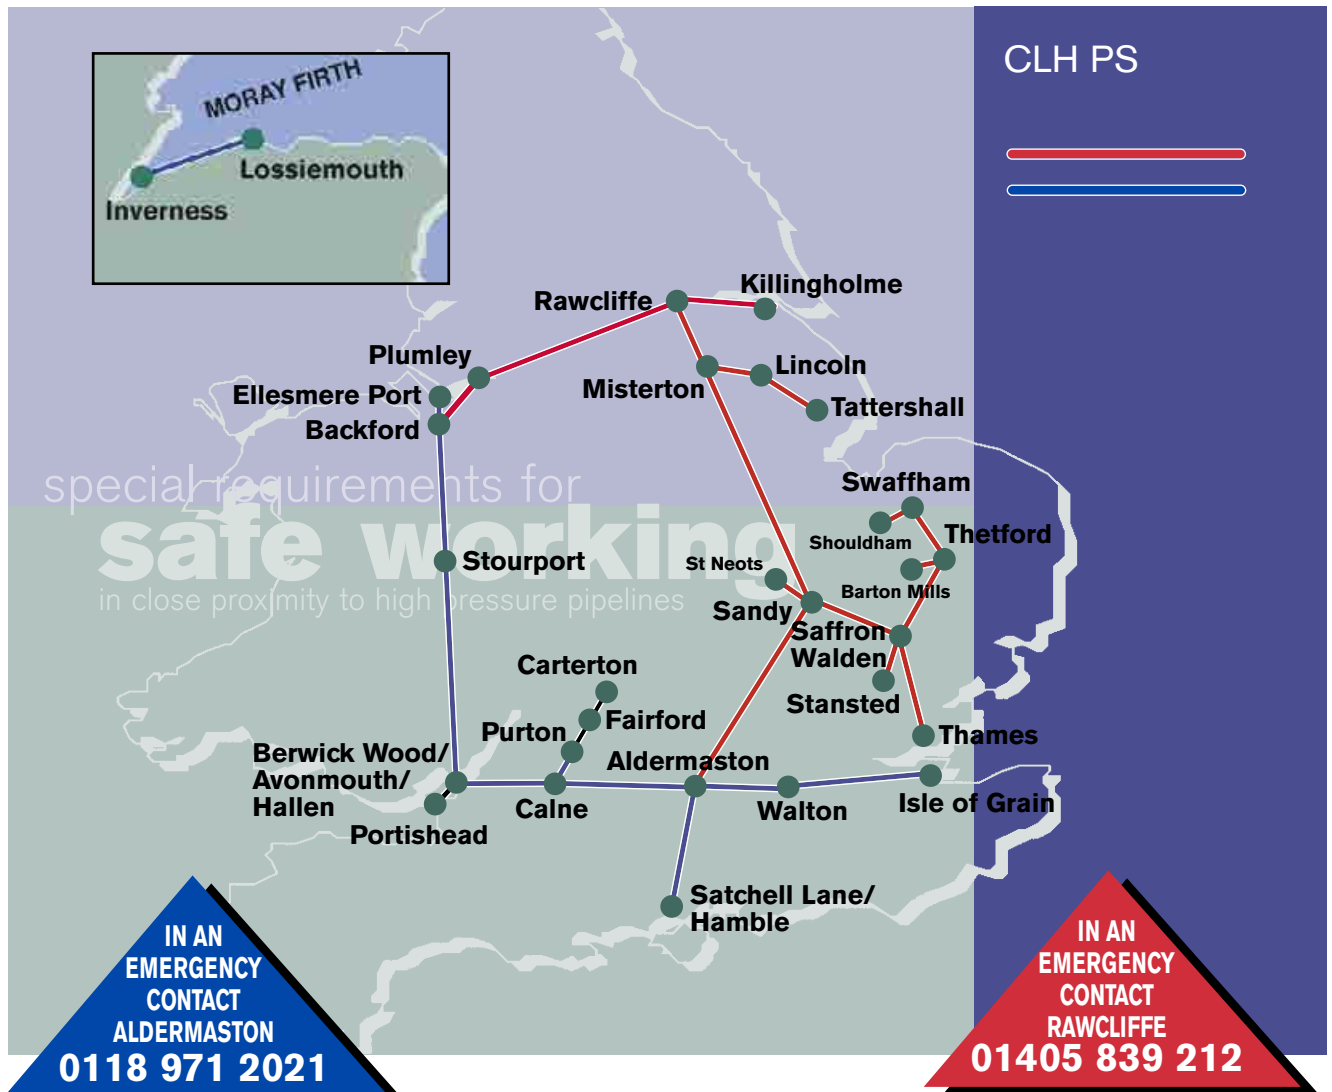 CLH PS
MORAY FIRTH
Lossiemouth
Inverness
Killingholme
Rawcliffe
Plumley
Lincoln
Misterton
Ellesmere Port
Tattershall
Backford
special requirements for
safe working
in close proximity to high pressure pipelines
Swaffham
Shouldham
Thetford
Stourport
St Neots
Barton Mills
Sandy
Saffron
Walden
Carterton
Stansted
Fairford
Purton
Thames
Berwick Wood/
Avonmouth/
Hallen
Aldermaston
Calne
Walton
Isle of Grain
Portishead
Satchell Lane/
Hamble
IN AN
EMERGENCY
CONTACT
ALDERMASTON
0118 971 2021
IN AN
EMERGENCY
CONTACT
RAWCLIFFE
01405 839 212